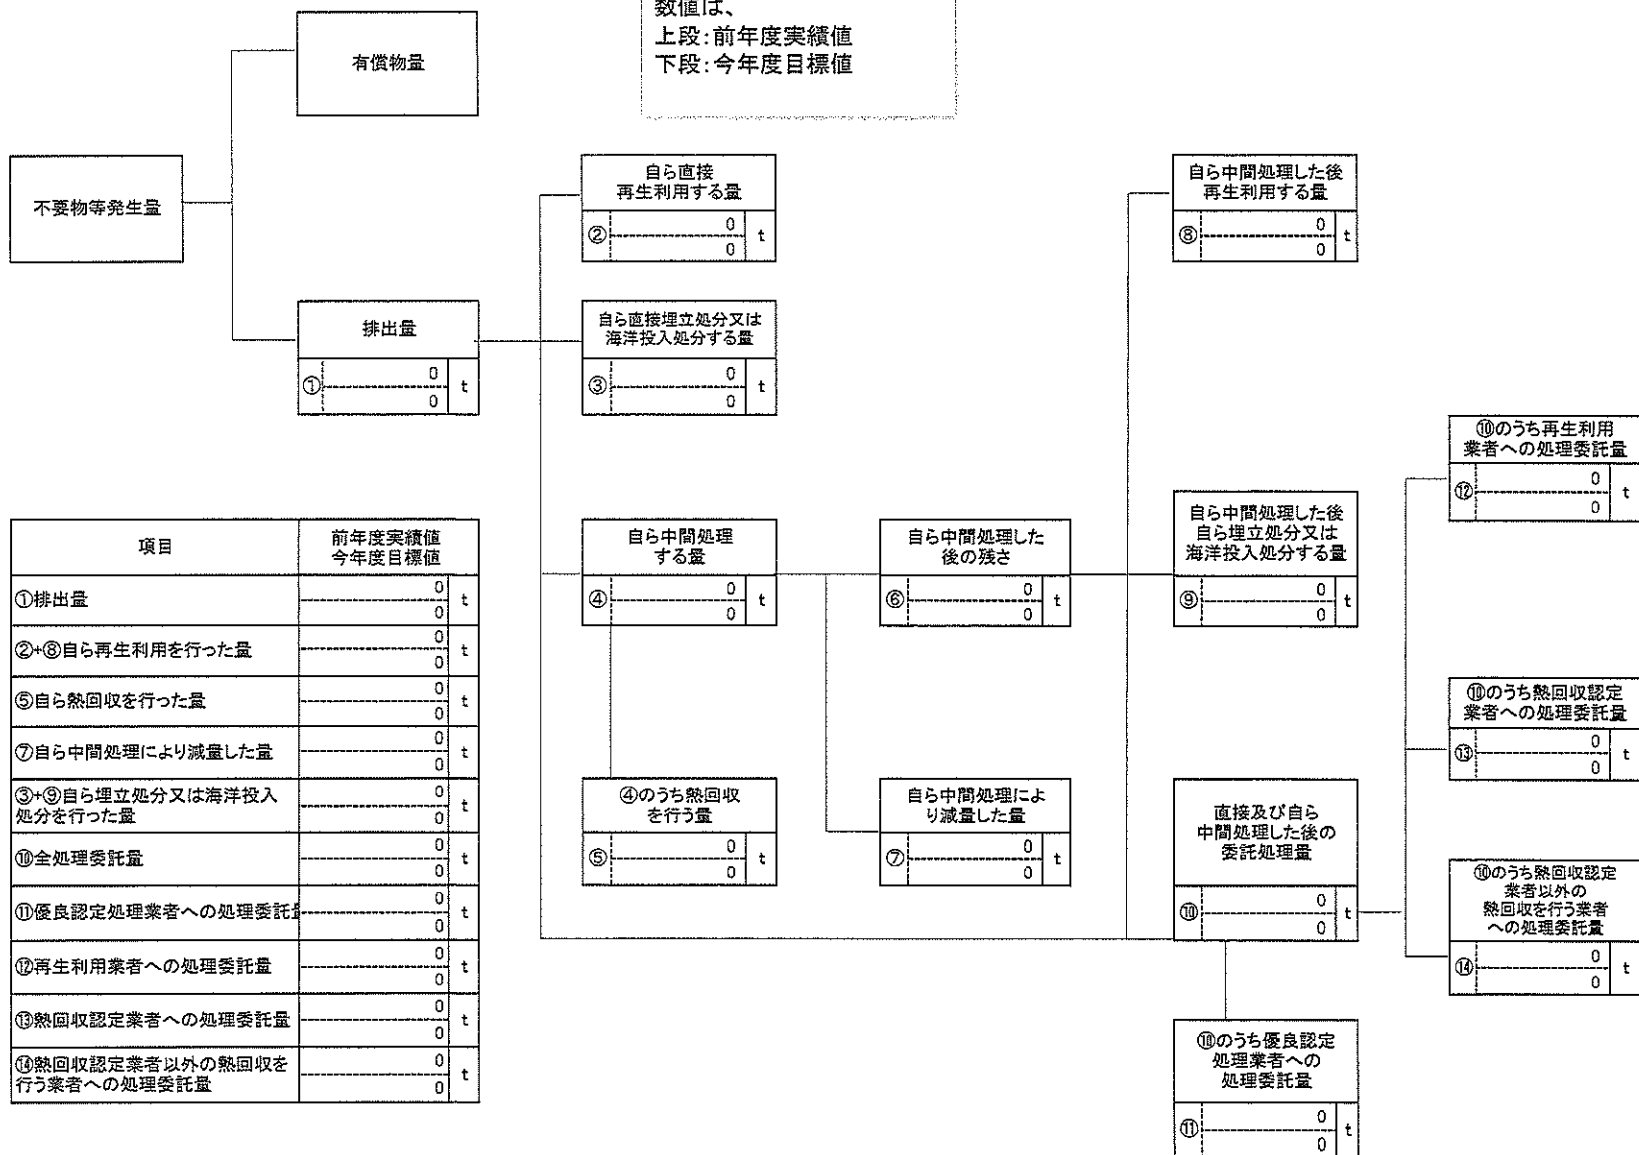 数値は、
上段:前年度実績値
下段:今年度目標値
有償物量
不要物等発生量
排出量
① 0 t
0
自ら直接
再生利用する量
② 0 t
0
自ら直接埋立処分又は
海洋投入処分する量
③ 0 t
0
自ら中間処理した後
再生利用する量
⑧ 0 t
0
自ら中間処理
する量
④ 0 t
0
自ら中間処理した
後の残さ
⑥ 0 t
0
自ら中間処理した後
自ら埋立処分又は
海洋投入処分する量
⑨ 0 t
0
⑩のうち再生利用
業者への処理委託量
⑫ 0 t
0
⑩のうち熱回収認定
業者への処理委託量
⑬ 0 t
0
④のうち熱回収
を行う量
⑤ 0 t
0
自ら中間処理によ
り減量した量
⑦ 0 t
0
直接及び自ら
中間処理した後の
委託処理量
⑩ 0 t
0
⑩のうち熱回収認定
業者以外の
熱回収を行う業者
への処理委託量
⑭ 0 t
0
⑩のうち優良認定
処理業者への
処理委託量
⑪ 0 t
0
項目 前年度実績値
今年度目標値
①排出量 0 t
0
②+⑧自ら再生利用を行った量 0 t
0
⑤自ら熱回収を行った量 0 t
0
⑦自ら中間処理により減量した量 0 t
0
③+⑨自ら埋立処分又は海洋投入 0 t
処分を行った量 0
⑩全処理委託量 0 t
0
⑪優良認定処理業者への処理委託 0 t
0
⑫再生利用業者への処理委託量 0 t
0
⑬熱回収認定業者への処理委託量 0 t
0
⑭熱回収認定業者以外の熱回収を 0 t
行う業者への処理委託量 0